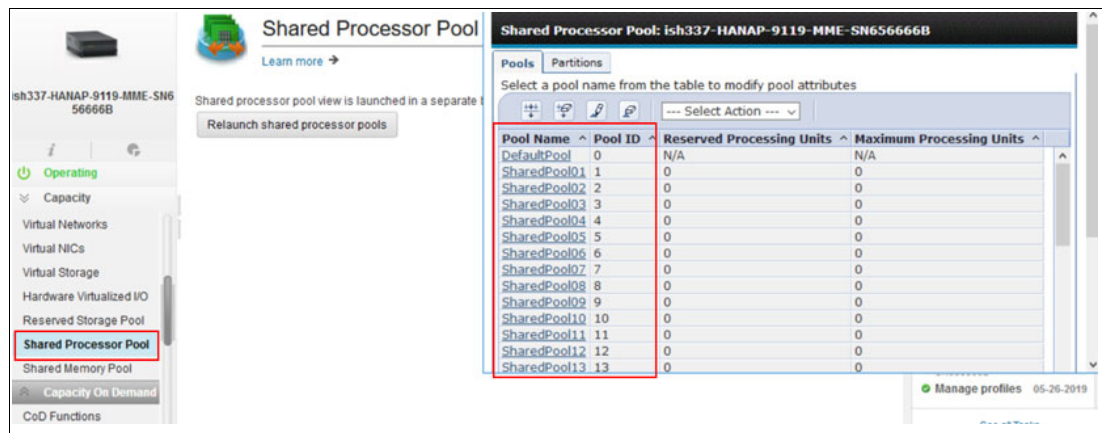 ish337-HANAP-9119-MME-SN6
56666B
i
Operating
Capacity
Virtual Networks
Virtual NICs
Virtual Storage
Hardware Virtualized I/O
Reserved Storage Pool
Shared Processor Pool
Shared Memory Pool
Capacity On Demand
CoD Functions
Shared Processor Pool
Learn more →
Shared processor pool view is launched in a separate
Relaunch shared processor pools
Shared Processor Pool: ish337-HANAP-9119-MME-SN656666B
Pools Partitions
Select a pool name from the table to modify pool attributes
--- Select Action ---
Pool Name ^ Pool ID ^ Reserved Processing Units ^ Maximum Processing Units ^
DefaultPool 0 N/A N/A
SharedPool01 1 0 0
SharedPool02 2 0 0
SharedPool03 3 0 0
SharedPool04 4 0 0
SharedPool05 5 0 0
SharedPool06 6 0 0
SharedPool07 7 0 0
SharedPool08 8 0 0
SharedPool09 9 0 0
SharedPool10 10 0 0
SharedPool11 11 0 0
SharedPool12 12 0 0
SharedPool13 13 0 0
Manage profiles 05-26-2019